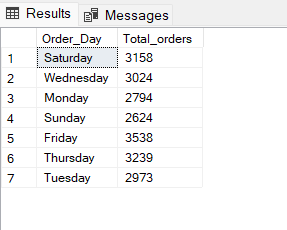 Results Messages
Order_Day Total_orders
1 Saturday 3158
2 Wednesday 3024
3 Monday 2794
4 Sunday 2624
5 Friday 3538
6 Thursday 3239
7 Tuesday 2973